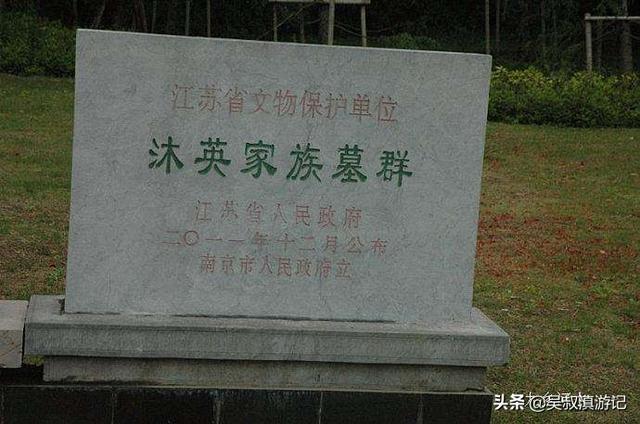 江苏省文物保护单位
沐英家族墓群
江苏省人民政府
二〇一一年十二月公布
南京市人民政府立
头条@吴叔滇游记